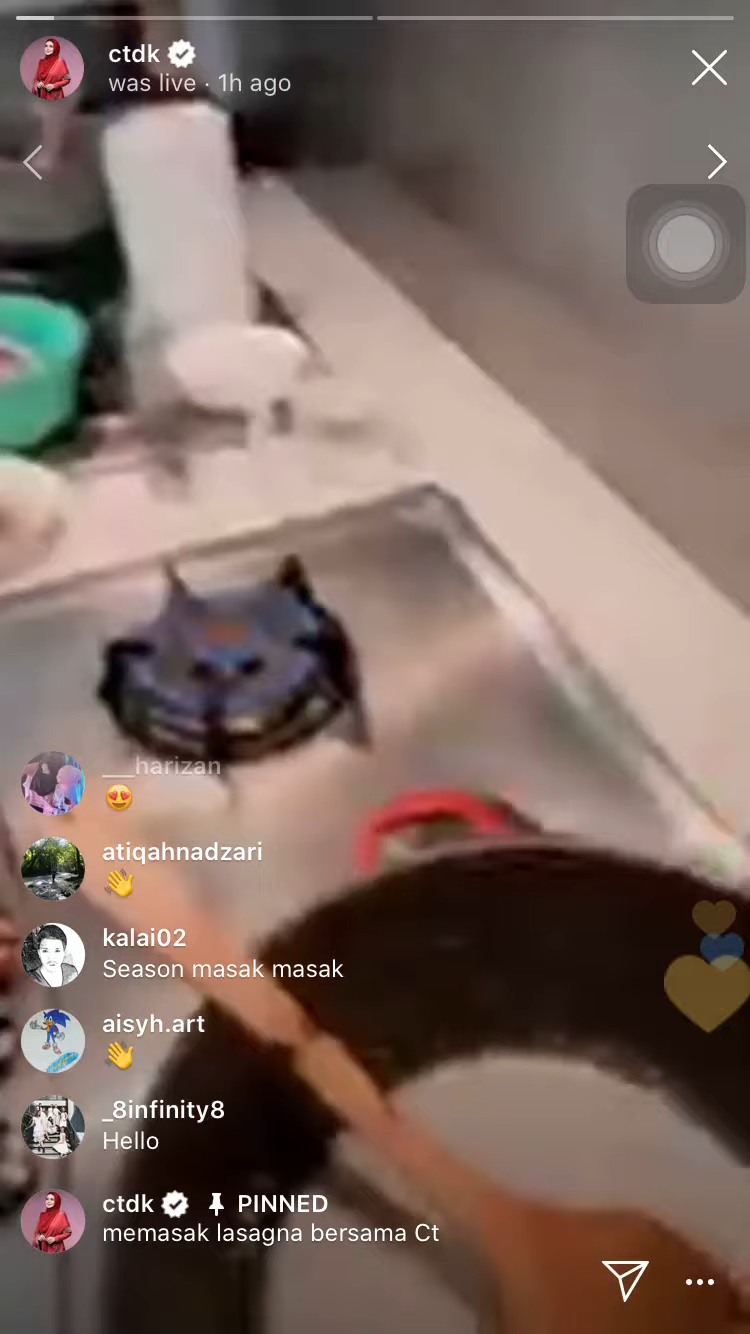 ctdk
was live · 1h ago
___harizan
atiqahnadzari
kalai02
Season masak masak
aisyh.art
_8infinity8
Hello
ctdk PINNED
memasak lasagna bersama Ct